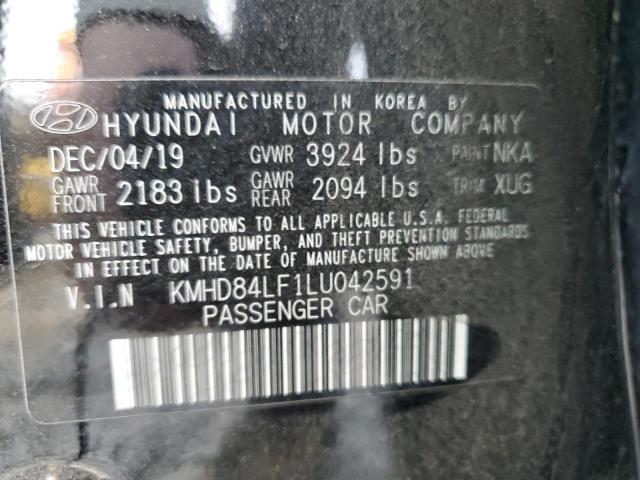 MANUFACTURED IN KOREA BY
HYUNDAI MOTOR COMPANY
DEC/04/19 GVWR 3924 lbs PAINT NKA
GAWR FRONT 2183 lbs GAWR REAR 2094 lbs TRIM XUG
THIS VEHICLE CONFORMS TO ALL APPLICABLE U.S.A. FEDERAL
MOTOR VEHICLE SAFETY, BUMPER, AND THEFT PREVENTION STANDARDS
IN EFFECT ON THE DATE OF MANUFACTURE SHOWN ABOVE.
V.I.N KMHD84LF1LU042591
PASSENGER CAR